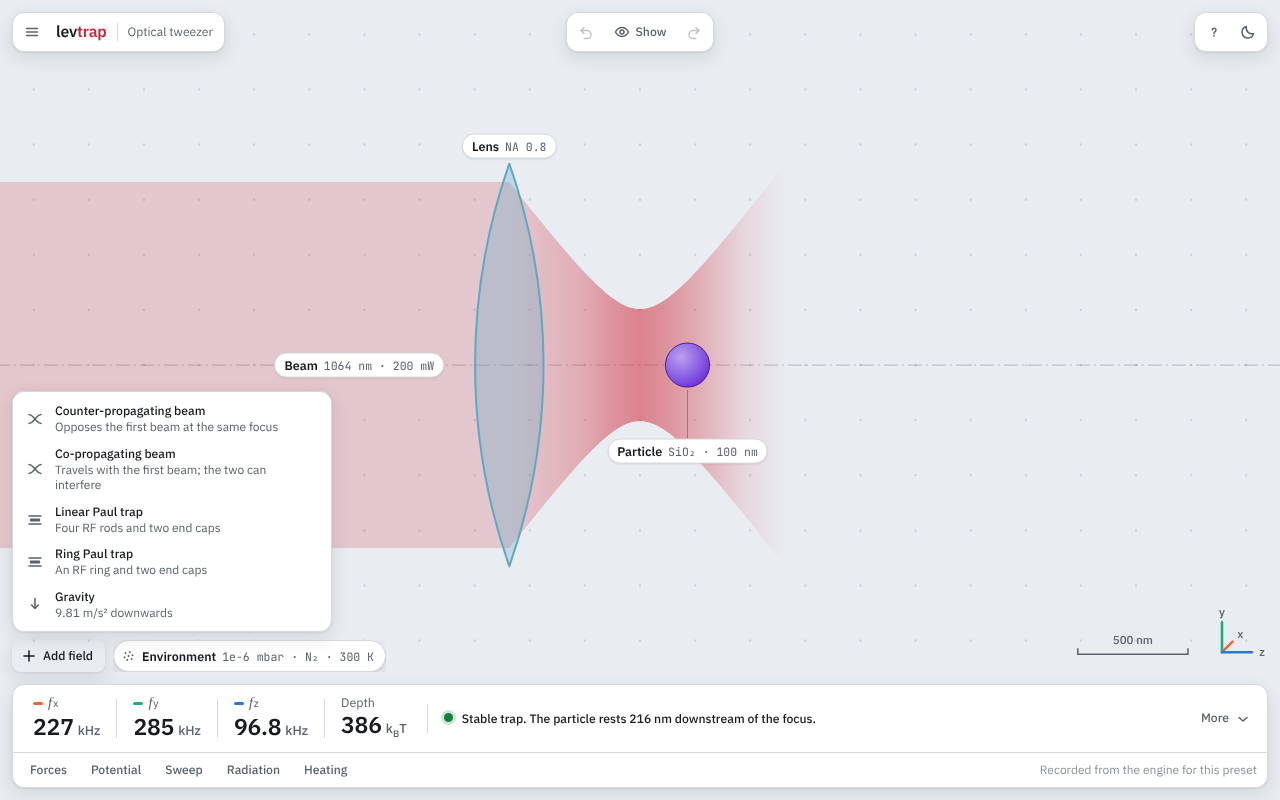 levtrap Optical tweezer
Show
?
Lens NA 0.8
Beam 1064 nm · 200 mW
Particle SiO₂ · 100 nm
Counter-propagating beam
Opposes the first beam at the same focus
Co-propagating beam
Travels with the first beam; the two can
interfere
Linear Paul trap
Four RF rods and two end caps
Ring Paul trap
An RF ring and two end caps
Gravity
9.81 m/s² downwards
Add field
Environment 1e-6 mbar · N₂ · 300 K
500 nm
y
x
z
fx
227 kHz
fy
285 kHz
fz
96.8 kHz
Depth
386 k_BT
Stable trap. The particle rests 216 nm downstream of the focus.
More
Forces Potential Sweep Radiation Heating
Recorded from the engine for this preset